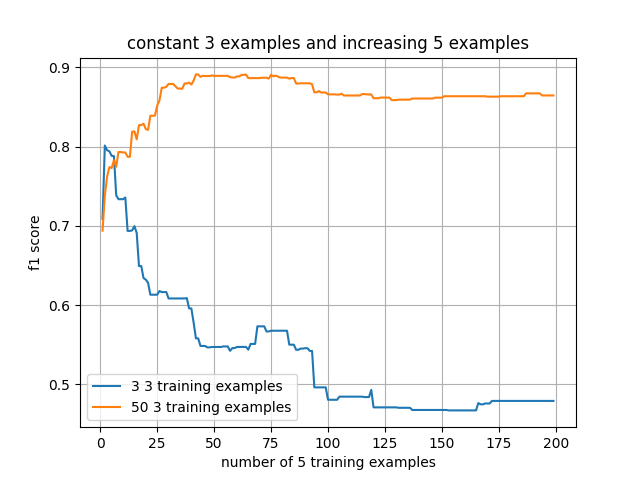 constant 3 examples and increasing 5 examples
0.9
0.8
0.7
0.6
0.5
f1 score
3 3 training examples
50 3 training examples
0 25 50 75 100 125 150 175 200
number of 5 training examples